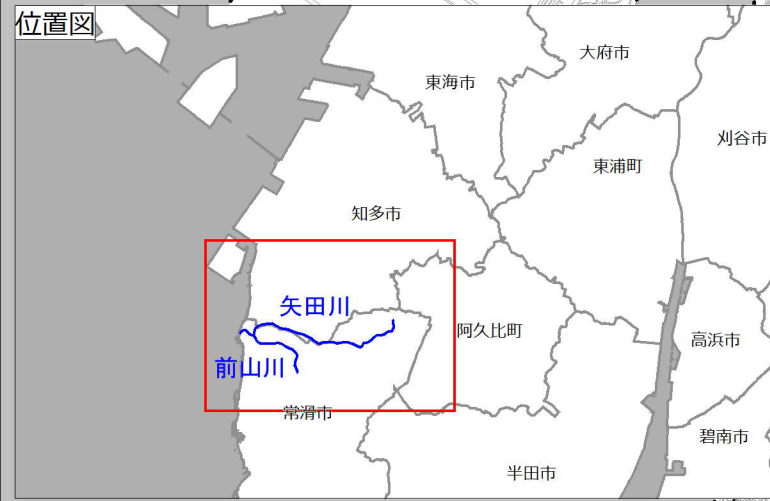 位置図
大府市
東海市
刈谷市
東浦町
知多市
矢田川
阿久比町
高浜市
前山川
常滑市
碧南市
半田市